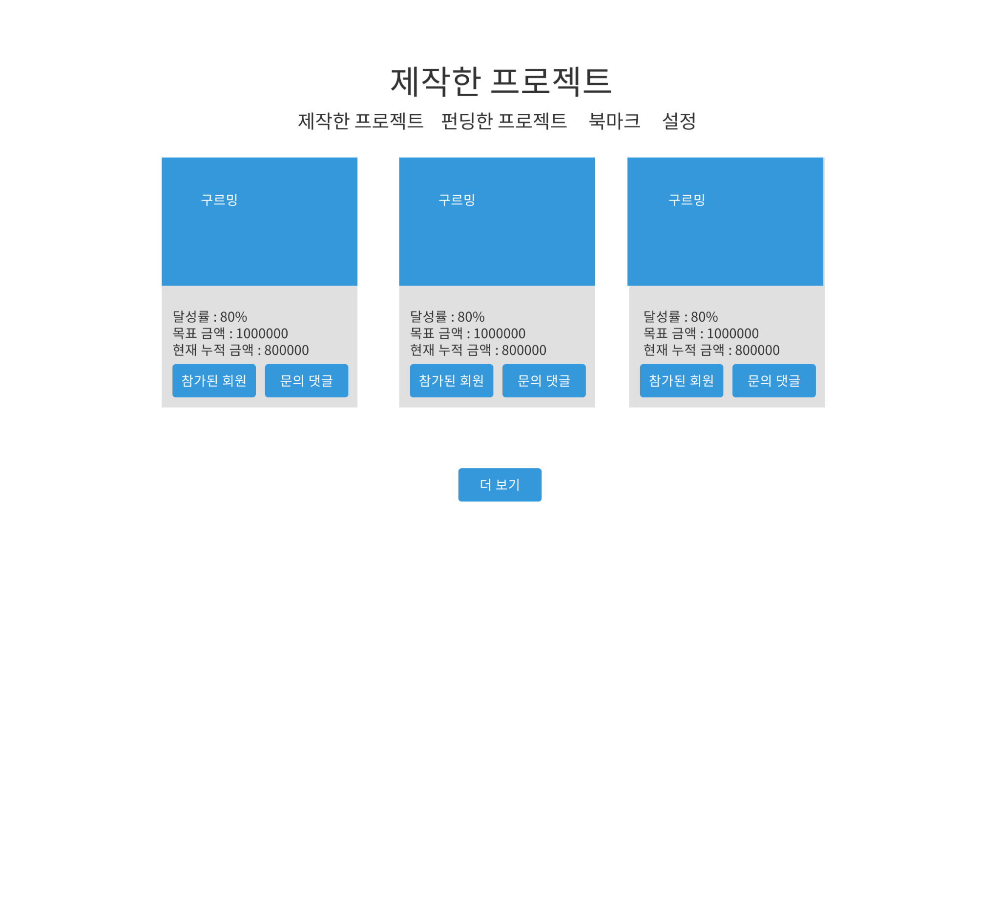 제작한 프로젝트
제작한 프로젝트 펀딩한 프로젝트 북마크 설정
구르밍
구르밍
구르밍
달성률 : 80%
목표 금액 : 1000000
현재 누적 금액 : 800000
참가된 회원 문의 댓글
달성률 : 80%
목표 금액 : 1000000
현재 누적 금액 : 800000
참가된 회원 문의 댓글
달성률 : 80%
목표 금액 : 1000000
현재 누적 금액 : 800000
참가된 회원 문의 댓글
더 보기